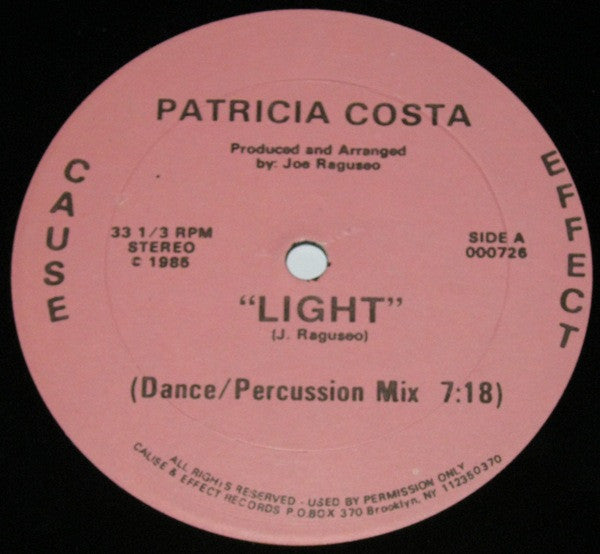 PATRICIA COSTA
Produced and Arranged
by: Joe Raguseo
CAUSE
EFFECT
33 1/3 RPM
STEREO
© 1986
SIDE A
000726
"LIGHT"
(J. Raguseo)
(Dance/Percussion Mix 7:18)
ALL RIGHTS RESERVED - USED BY PERMISSION ONLY
CAUSE & EFFECT RECORDS P.O.BOX 370 Brooklyn, NY 112350370